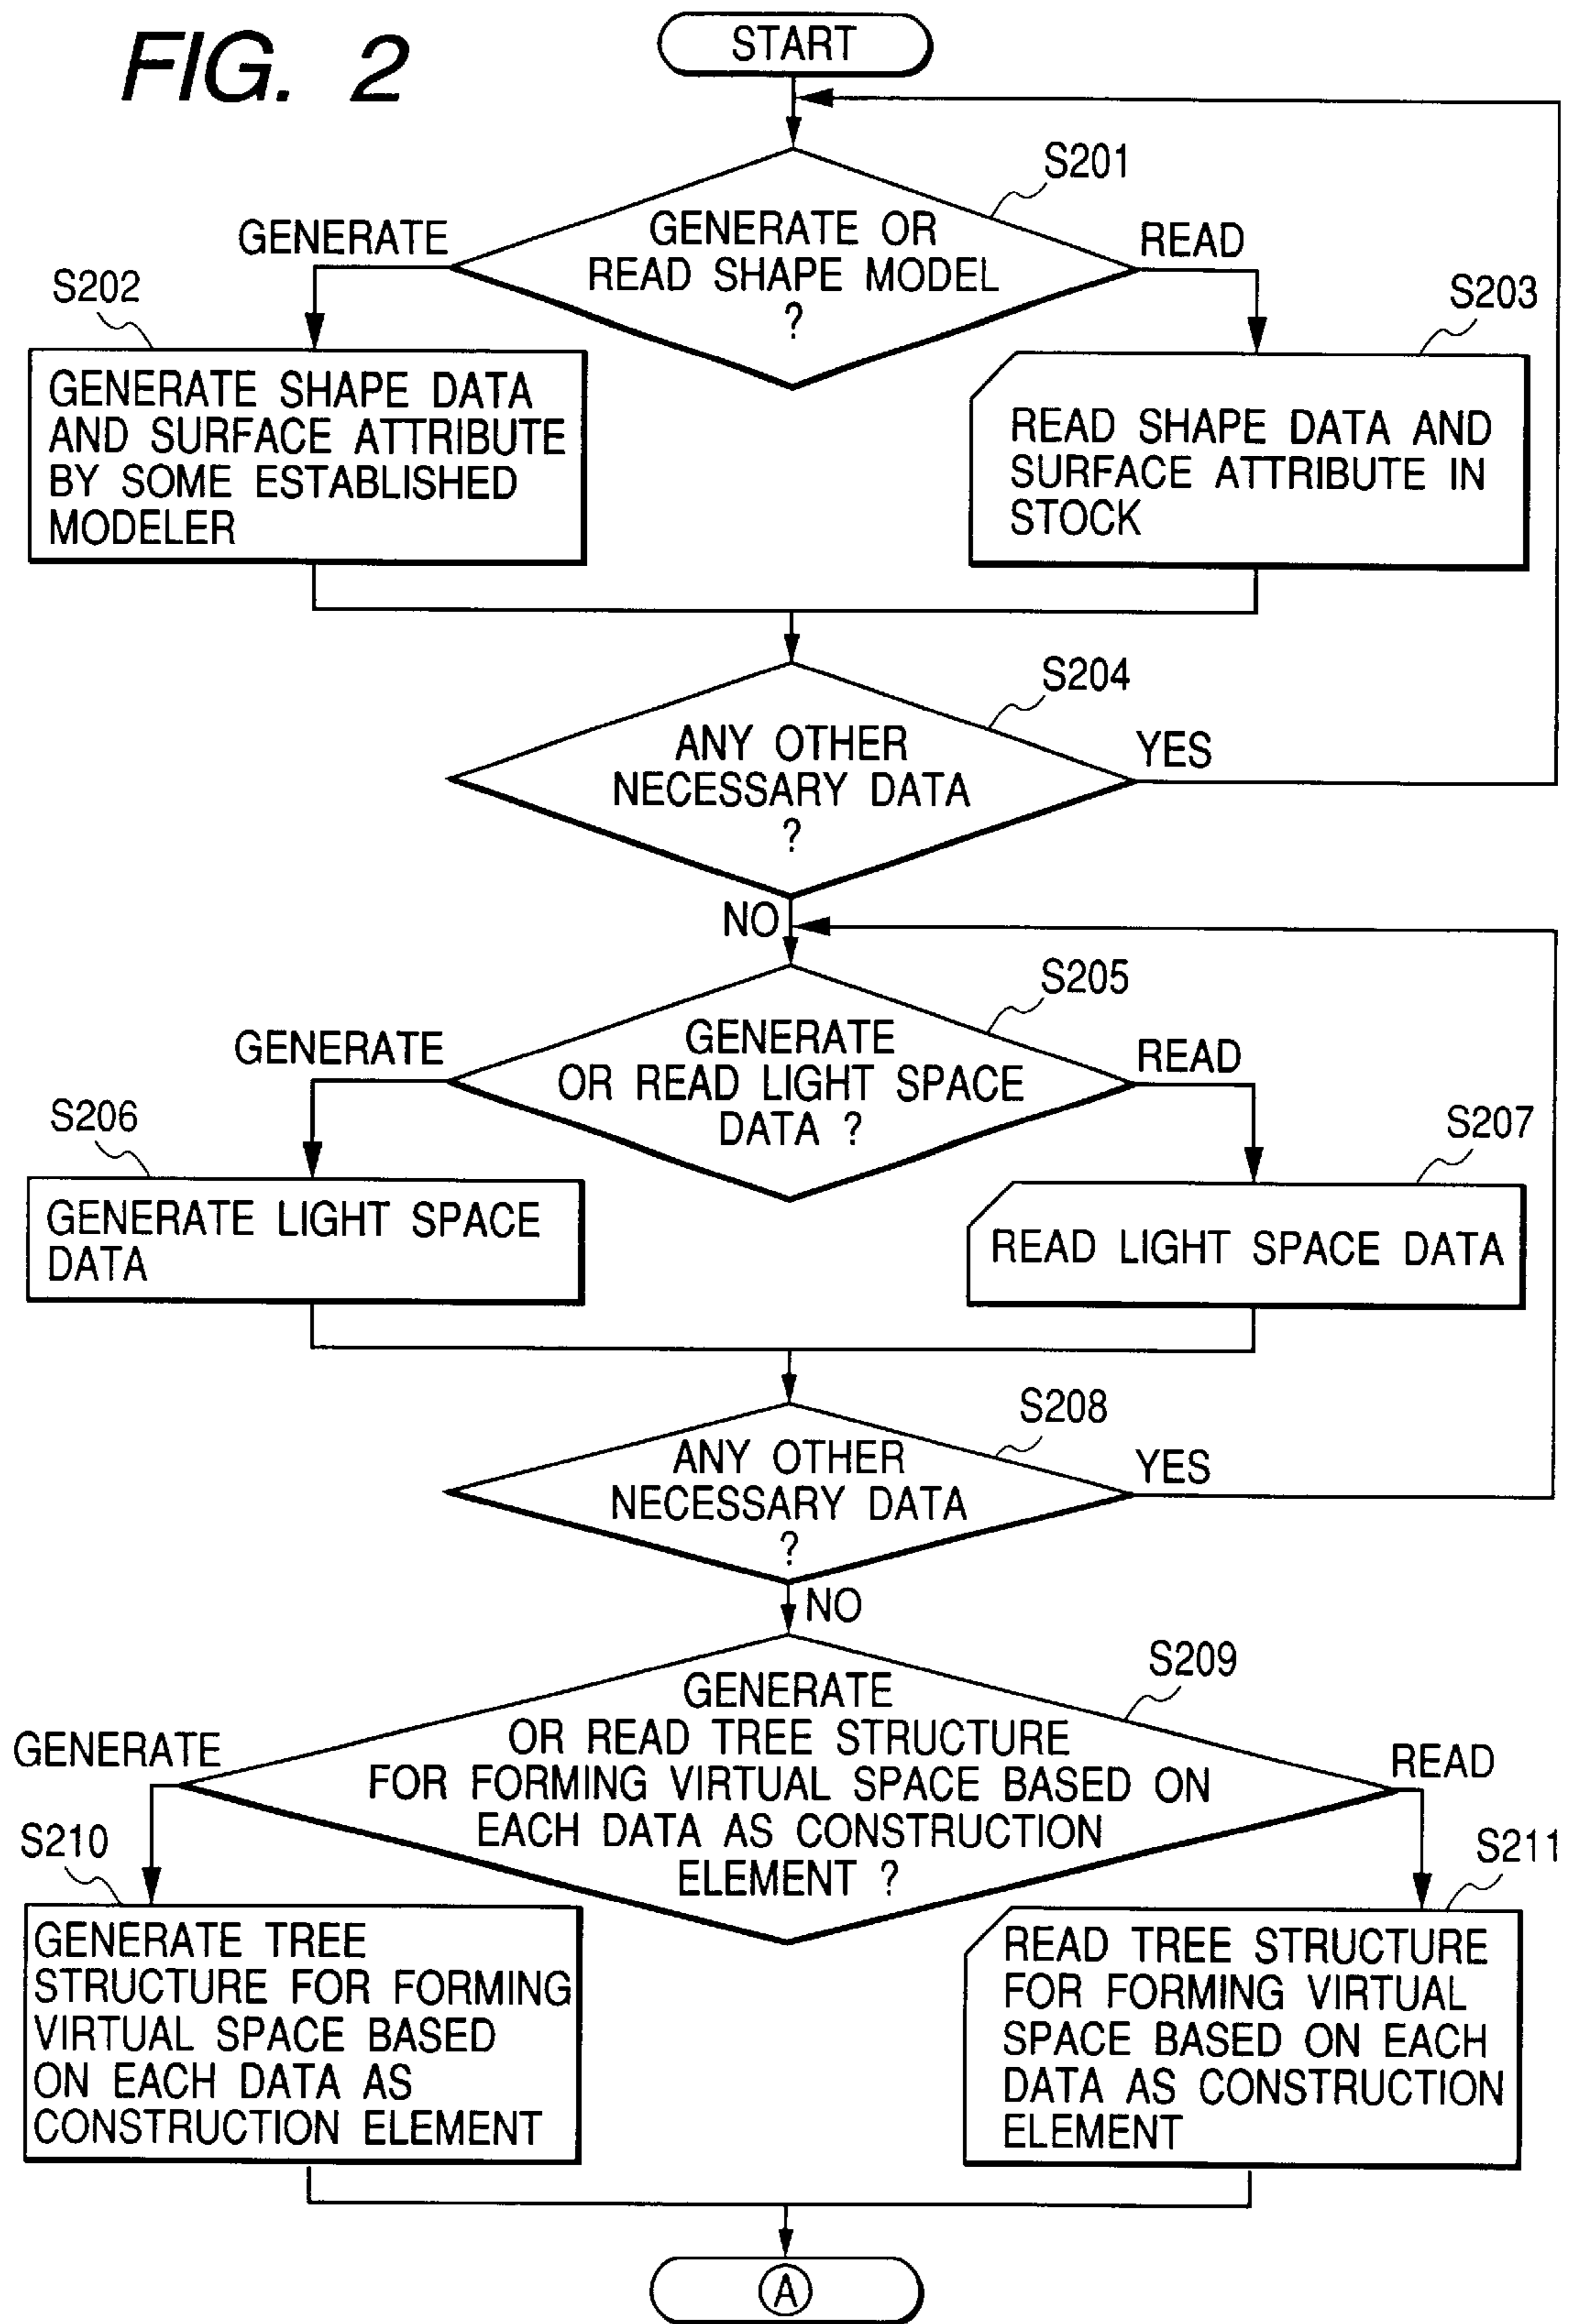 FIG. 2
START
S201
GENERATE OR
READ SHAPE MODEL
?
GENERATE
READ
S202
GENERATE SHAPE DATA
AND SURFACE ATTRIBUTE
BY SOME ESTABLISHED
MODELER
S203
READ SHAPE DATA AND
SURFACE ATTRIBUTE IN
STOCK
S204
ANY OTHER
NECESSARY DATA
?
YES
NO
S205
GENERATE
OR READ LIGHT SPACE
DATA ?
GENERATE
READ
S206
GENERATE LIGHT SPACE
DATA
S207
READ LIGHT SPACE DATA
S208
ANY OTHER
NECESSARY DATA
?
YES
NO
S209
GENERATE
OR READ TREE STRUCTURE
FOR FORMING VIRTUAL SPACE BASED ON
EACH DATA AS CONSTRUCTION
ELEMENT ?
GENERATE
READ
S210
GENERATE TREE
STRUCTURE FOR FORMING
VIRTUAL SPACE BASED
ON EACH DATA AS
CONSTRUCTION ELEMENT
S211
READ TREE STRUCTURE
FOR FORMING VIRTUAL
SPACE BASED ON EACH
DATA AS CONSTRUCTION
ELEMENT
A